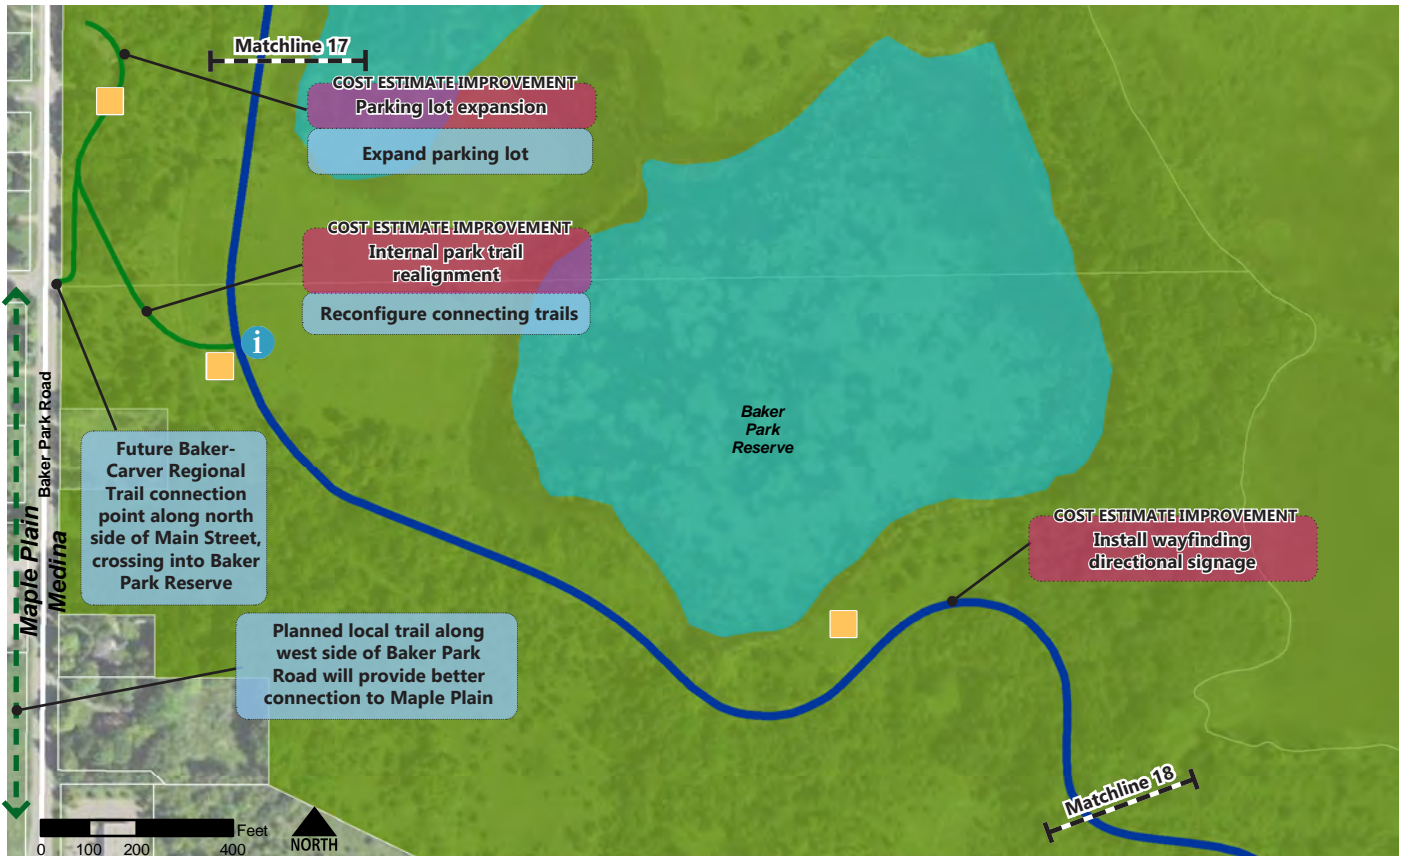 Matchline 17
COST ESTIMATE IMPROVEMENT
Parking lot expansion
Expand parking lot
COST ESTIMATE IMPROVEMENT
Internal park trail
realignment
Reconfigure connecting trails
i
Baker Park Road
Maple Plain
Medina
Future Baker-
Carver Regional
Trail connection
point along north
side of Main Street,
crossing into Baker
Park Reserve
Baker
Park
Reserve
COST ESTIMATE IMPROVEMENT
Install wayfinding
directional signage
Planned local trail along
west side of Baker Park
Road will provide better
connection to Maple Plain
Matchline 18
Feet
0 100 200 400
NORTH